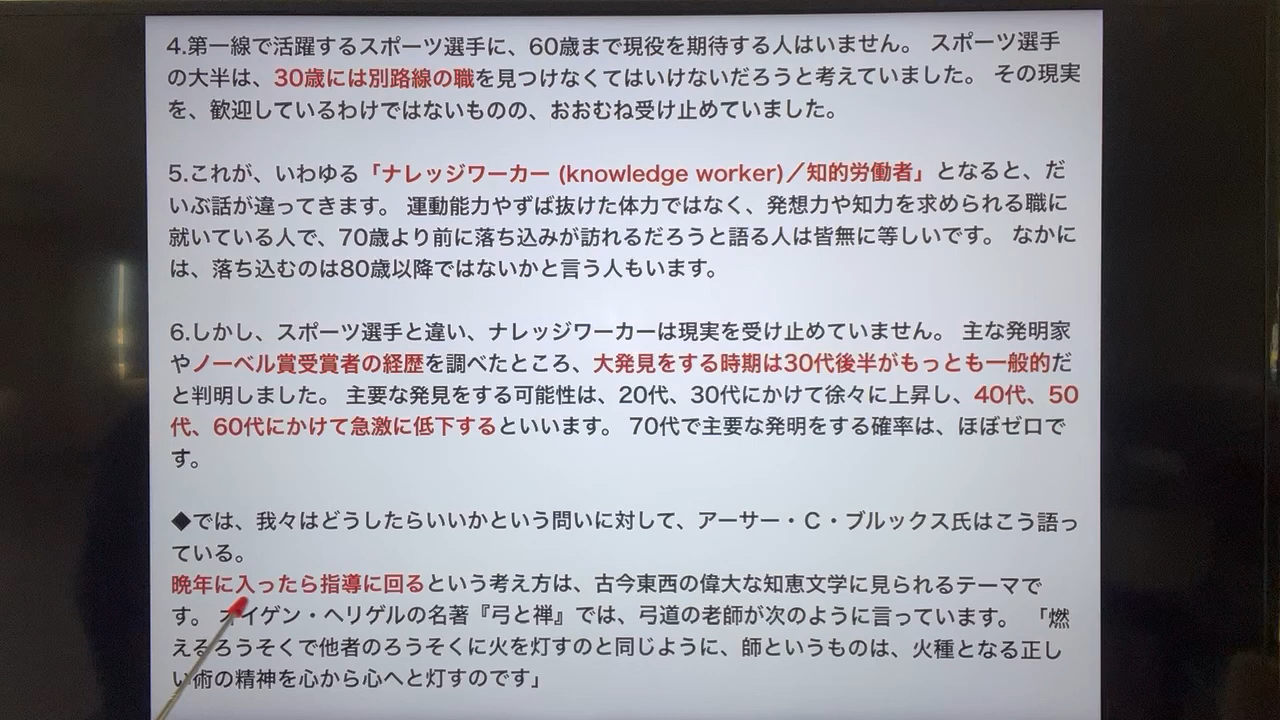 4.第一線で活躍するスポーツ選手に、60歳まで現役を期待する人はいません。 スポーツ選手
の大半は、30歳には別路線の職を見つけなくてはいけないだろうと考えていました。 その現実
を、歓迎しているわけではないものの、おおむね受け止めていました。
5.これが、いわゆる「ナレッジワーカー (knowledge worker)／知的労働者」となると、だ
いぶ話が違ってきます。 運動能力やずば抜けた体力ではなく、発想力や知力を求められる職に
就いている人で、70歳より前に落ち込みが訪れるだろうと語る人は皆無に等しいです。 なかに
は、落ち込むのは80歳以降ではないかと言う人もいます。
6.しかし、スポーツ選手と違い、ナレッジワーカーは現実を受け止めていません。 主な発明家
やノーベル賞受賞者の経歴を調べたところ、大発見をする時期は30代後半がもっとも一般的だ
と判明しました。 主要な発見をする可能性は、20代、30代にかけて徐々に上昇し、40代、50
代、60代にかけて急激に低下するといいます。 70代で主要な発明をする確率は、ほぼゼロで
す。
◆では、我々はどうしたらいいかという問いに対して、アーサー・C・ブルックス氏はこう語っ
ている。
晩年に入ったら指導に回るという考え方は、古今東西の偉大な知恵文学に見られるテーマで
す。 オイゲン・ヘリゲルの名著『弓と禅』では、弓道の老師が次のように言っています。 「燃
えるろうそくで他者のろうそくに火を灯すのと同じように、師というものは、火種となる正し
い術の精神を心から心へと灯すのです」